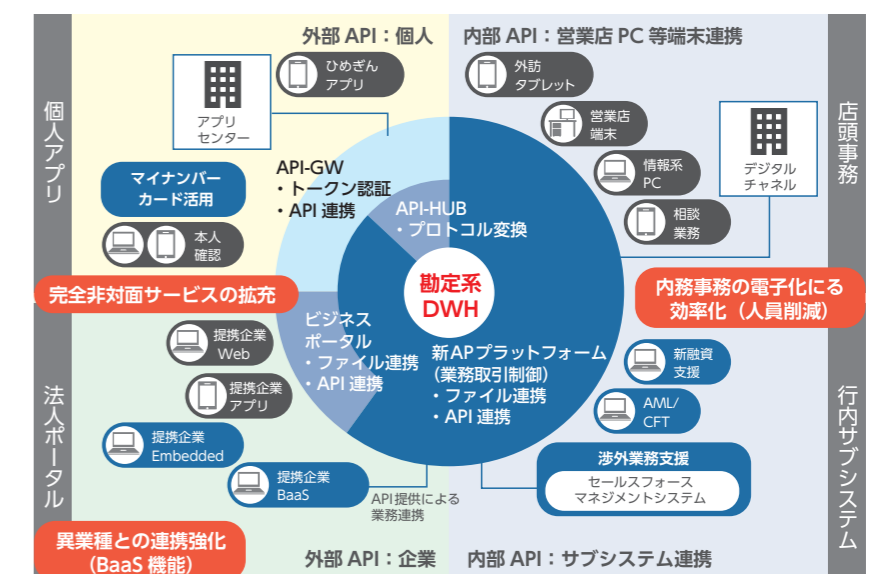 外部 API：個人
内部 API：営業店 PC 等端末連携
個人アプリ
店頭事務
アプリ
センター
ひめぎん
アプリ
外訪
タブレット
営業店
端末
情報系
PC
相談
業務
デジタル
チャネル
マイナンバー
カード活用
本人
確認
API-GW
・トークン認証
・API 連携
API-HUB
・プロトコル変換
勘定系
DWH
完全非対面サービスの拡充
内務事務の電子化にる
効率化（人員削減）
ビジネス
ポータル
・ファイル連携
・API 連携
新APプラットフォーム
（業務取引制御）
・ファイル連携
・API 連携
提携企業
Web
提携企業
アプリ
提携企業
Embedded
提携企業
BaaS
API提供による
業務連携
新融資
支援
AML/
CFT
渉外業務支援
セールスフォース
マネジメントシステム
法人ポータル
行内サブシステム
異業種との連携強化
（BaaS 機能）
外部 API：企業
内部 API：サブシステム連携